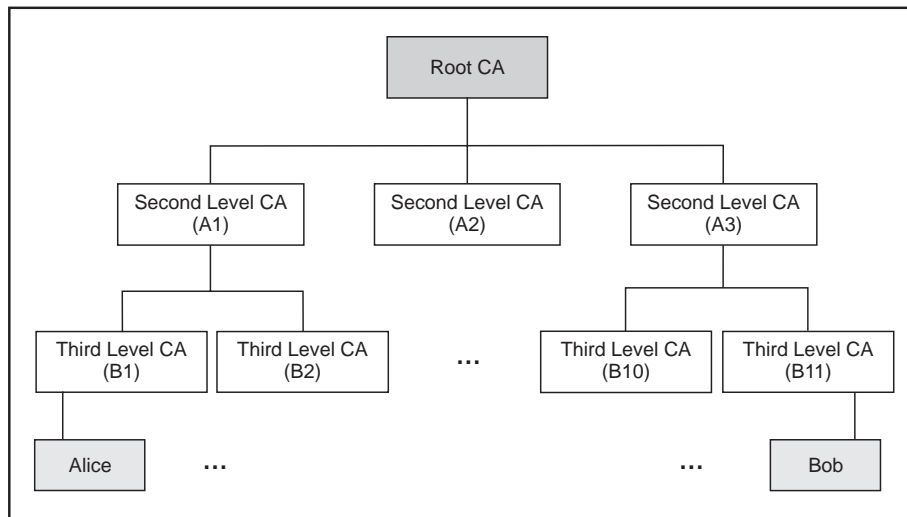 Root CA
Second Level CA
(A1)
Second Level CA
(A2)
Second Level CA
(A3)
Third Level CA
(B1)
Third Level CA
(B2)
...
Third Level CA
(B10)
Third Level CA
(B11)
Alice
...
...
Bob